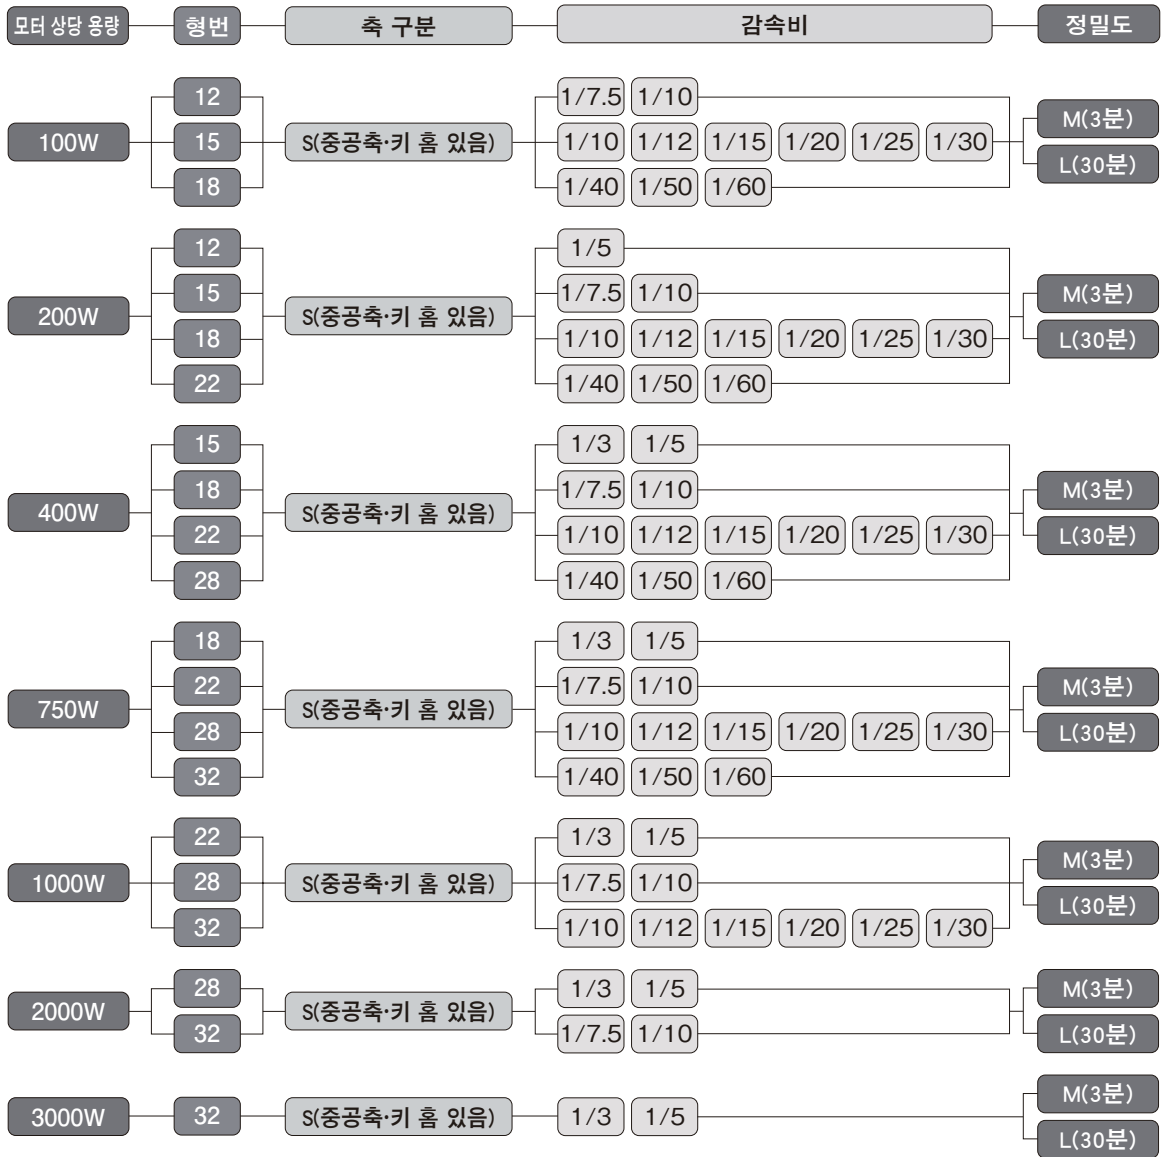 모터 상당 용량 형번 축 구분 감속비 정밀도
12 1/7.5 1/10
M(3분)
100W 15 S(중공축·키 홈 있음) 1/10 1/12 1/15 1/20 1/25 1/30
L(30분)
18 1/40 1/50 1/60
12 1/5
15 1/7.5 1/10 M(3분)
200W S(중공축·키 홈 있음)
18 1/10 1/12 1/15 1/20 1/25 1/30 L(30분)
22 1/40 1/50 1/60
15 1/3 1/5
18 1/7.5 1/10 M(3분)
400W S(중공축·키 홈 있음)
22 1/10 1/12 1/15 1/20 1/25 1/30 L(30분)
28 1/40 1/50 1/60
18 1/3 1/5
22 1/7.5 1/10 M(3분)
750W S(중공축·키 홈 있음)
28 1/10 1/12 1/15 1/20 1/25 1/30 L(30분)
32 1/40 1/50 1/60
22 1/3 1/5
M(3분)
1000W 28 S(중공축·키 홈 있음) 1/7.5 1/10
L(30분)
32 1/10 1/12 1/15 1/20 1/25 1/30
28 1/3 1/5 M(3분)
2000W S(중공축·키 홈 있음)
32 1/7.5 1/10 L(30분)
M(3분)
3000W 32 S(중공축·키 홈 있음) 1/3 1/5
L(30분)